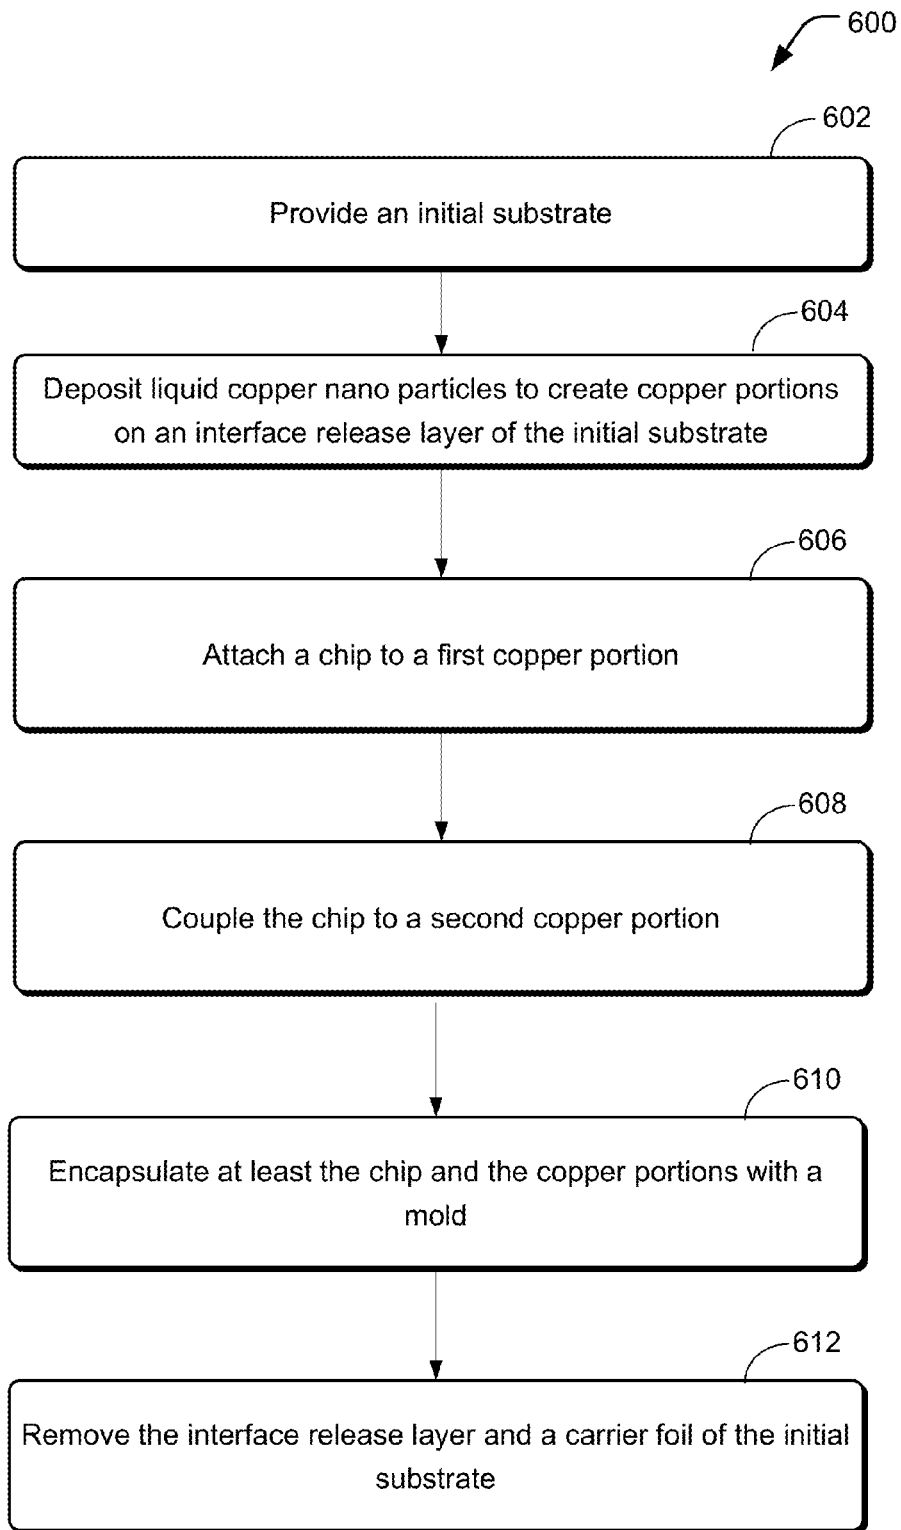 600
602
Provide an initial substrate
604
Deposit liquid copper nano particles to create copper portions
on an interface release layer of the initial substrate
606
Attach a chip to a first copper portion
608
Couple the chip to a second copper portion
610
Encapsulate at least the chip and the copper portions with a
mold
612
Remove the interface release layer and a carrier foil of the initial
substrate